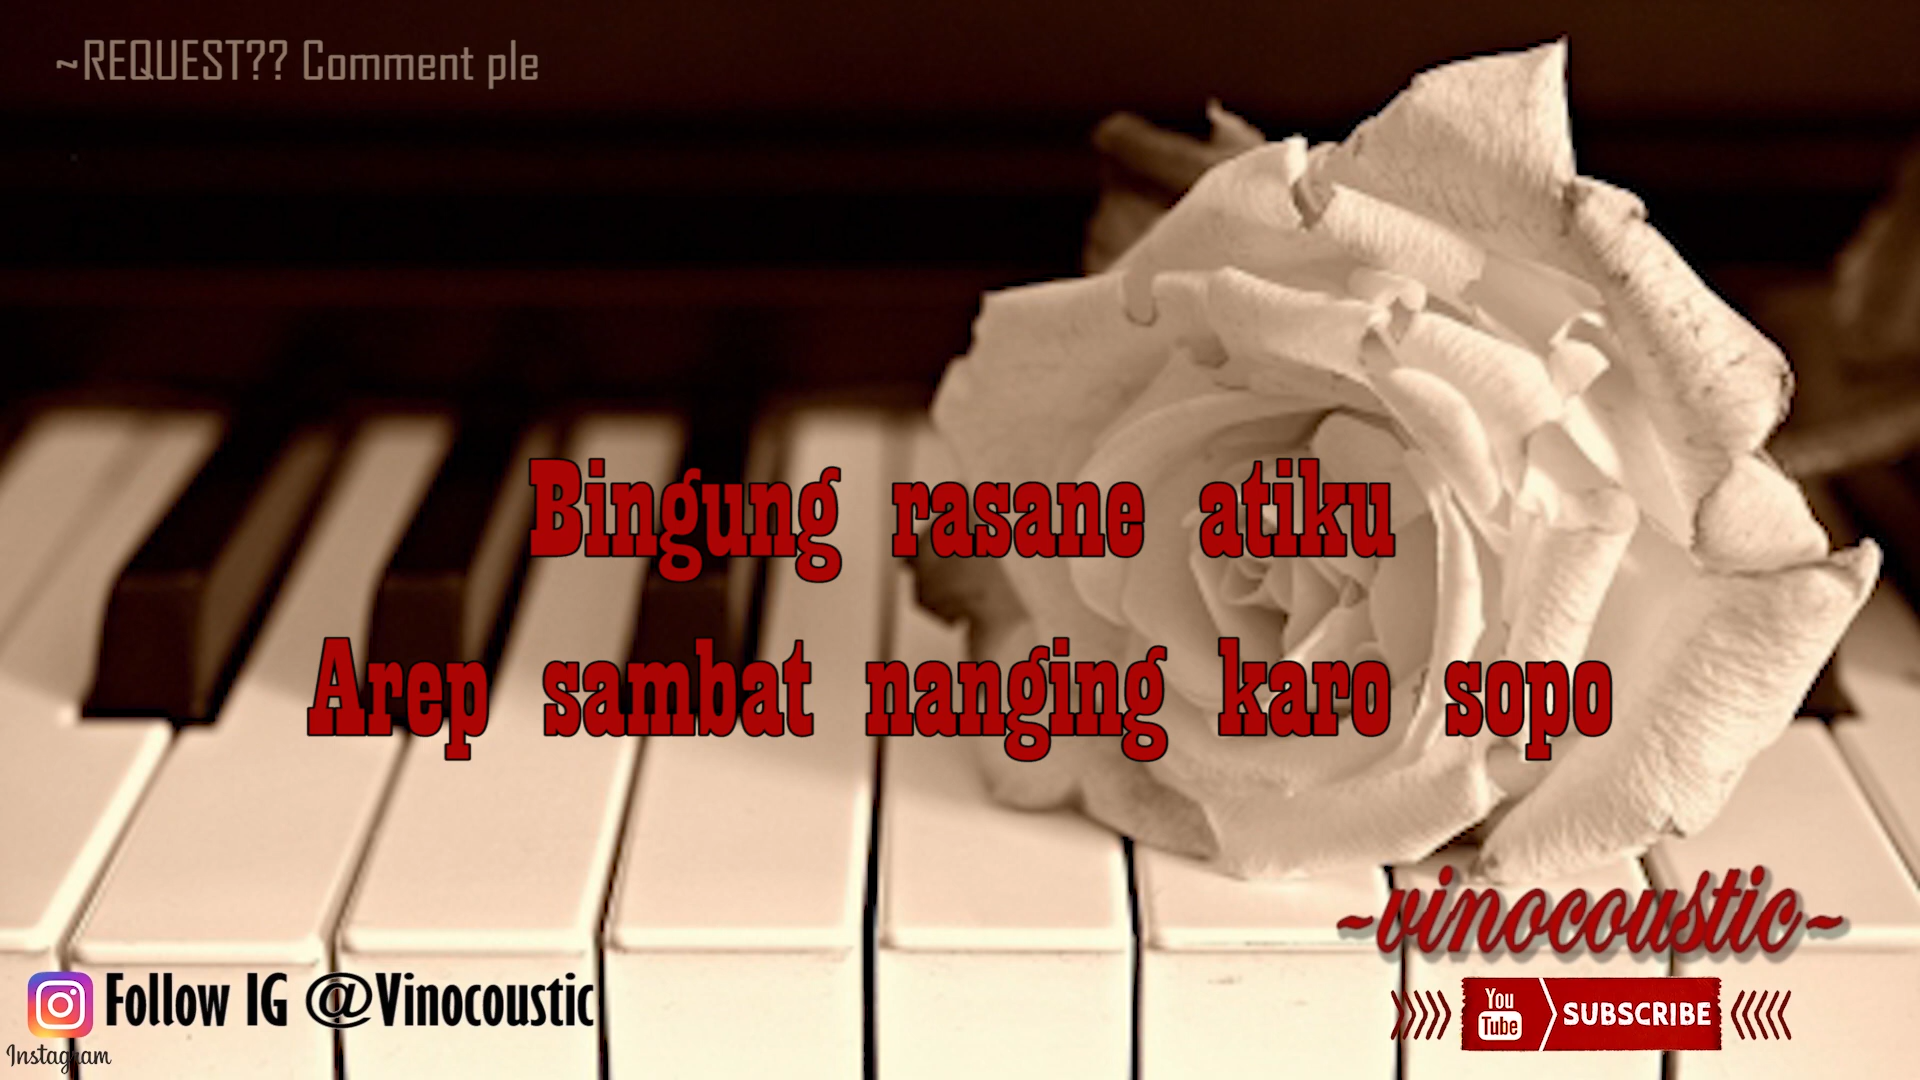 ~REQUEST?? Comment ple
Bingung rasane atiku
Arep sambat nanging karo sopo
~vinocoustic~
Follow IG @Vinocoustic
Instagram
You Tube SUBSCRIBE